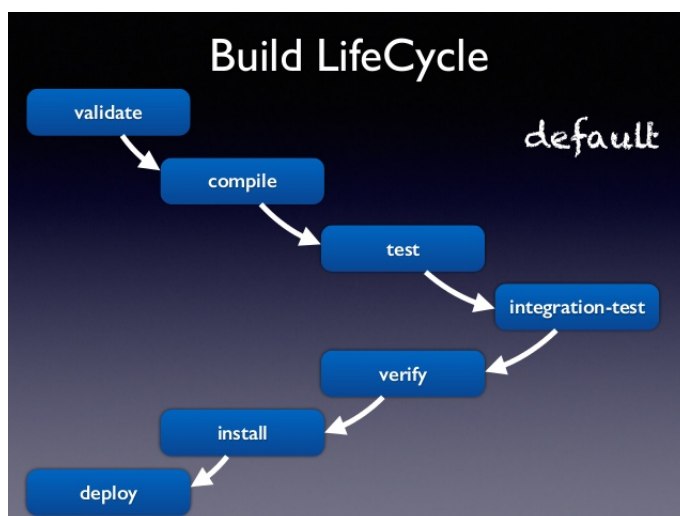 Build LifeCycle
validate
default
compile
test
integration-test
verify
install
deploy